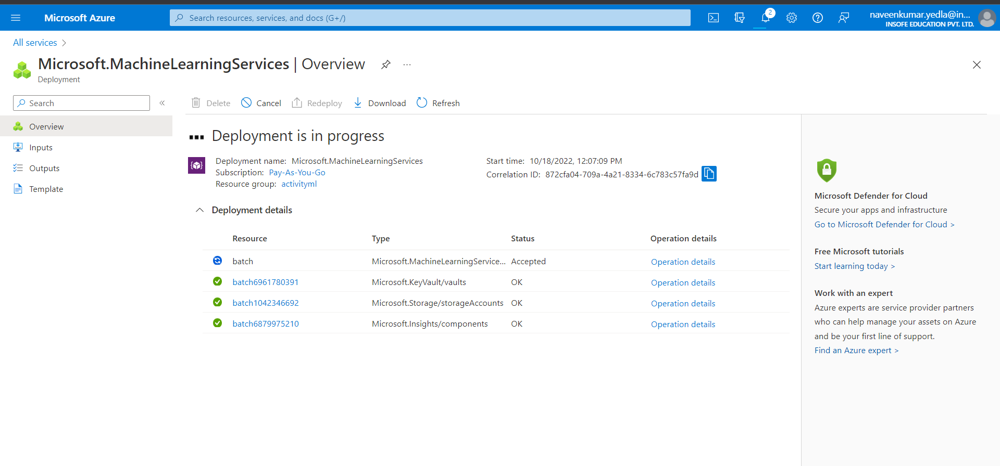 Microsoft Azure
Search resources, services, and docs (G+/)
2
naveenkumar.yedla@in...
INSOFE EDUCATION PVT. LTD.
All services
Microsoft.MachineLearningServices | Overview
...
Deployment
Search
«
Delete
Cancel
Redeploy
Download
Refresh
Overview
Inputs
Outputs
Template
Deployment is in progress
Deployment name: Microsoft.MachineLearningServices
Subscription: Pay-As-You-Go
Resource group: activityml
Start time: 10/18/2022, 12:07:09 PM
Correlation ID: 872cfa04-709a-4a21-8334-6c783c57fa9d
Deployment details
Resource Type Status Operation details
batch Microsoft.MachineLearningService... Accepted Operation details
batch6961780391 Microsoft.KeyVault/vaults OK Operation details
batch1042346692 Microsoft.Storage/storageAccounts OK Operation details
batch6879975210 Microsoft.Insights/components OK Operation details
Microsoft Defender for Cloud
Secure your apps and infrastructure
Go to Microsoft Defender for Cloud >
Free Microsoft tutorials
Start learning today >
Work with an expert
Azure experts are service provider partners
who can help manage your assets on Azure
and be your first line of support.
Find an Azure expert >